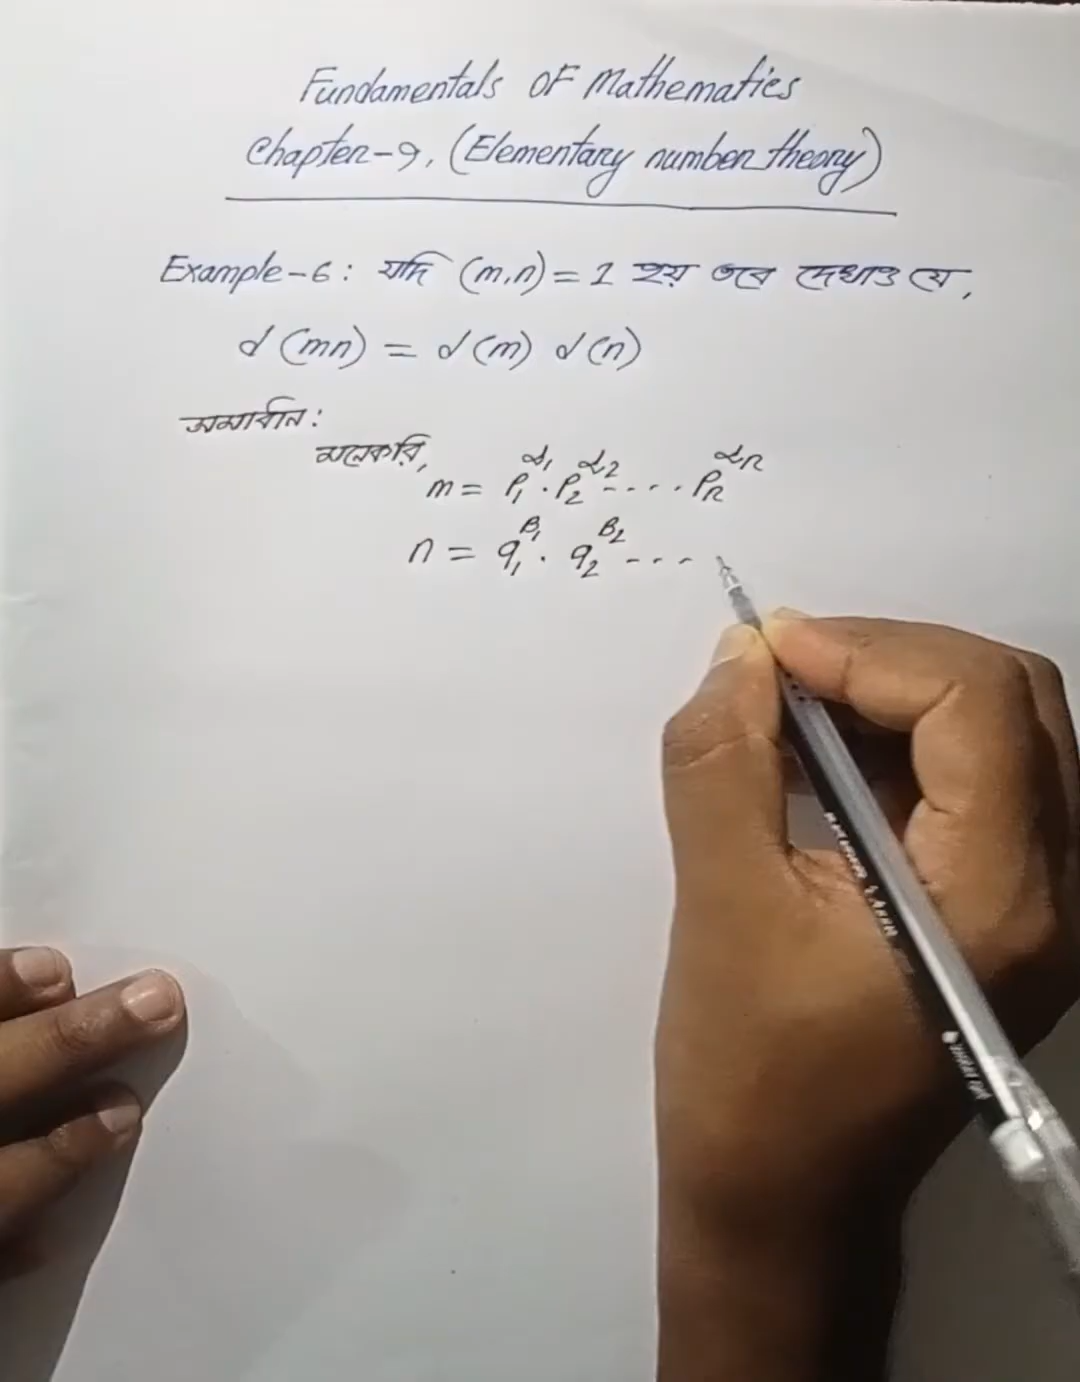 Fundamentals OF Mathematics
Chapter-9, (Elementary number theory)
Example-6: যদি (m,n)=1 হয় তবে দেখাও যে,
d(mn) = d(m) d(n)
সমাধান:
মনেকরি,
m = p₁^α₁ . p₂^α₂ .... pᵣ^αᵣ
n = q₁^β₁ . q₂^β₂ ---